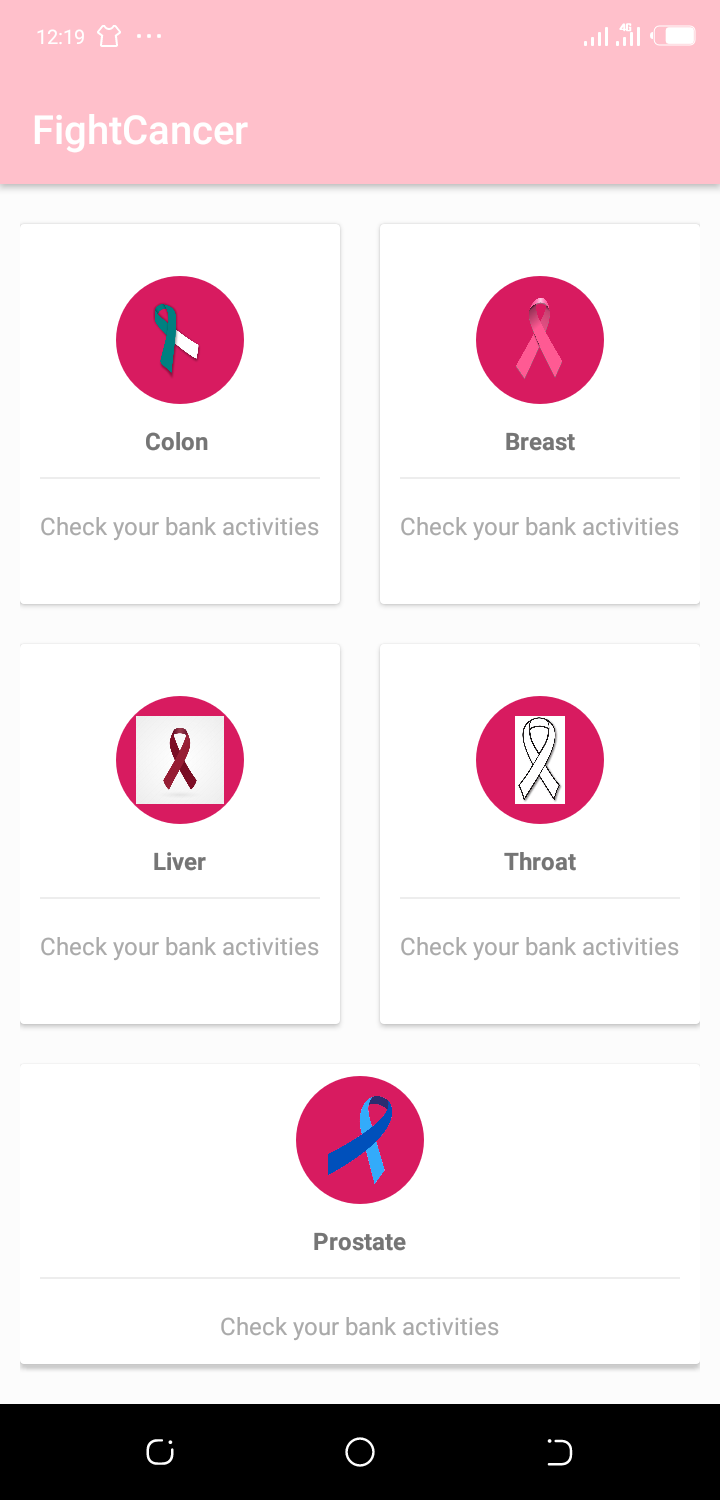 12:19
4G
FightCancer
Colon
Breast
Check your bank activities
Check your bank activities
Liver
Throat
Check your bank activities
Check your bank activities
Prostate
Check your bank activities